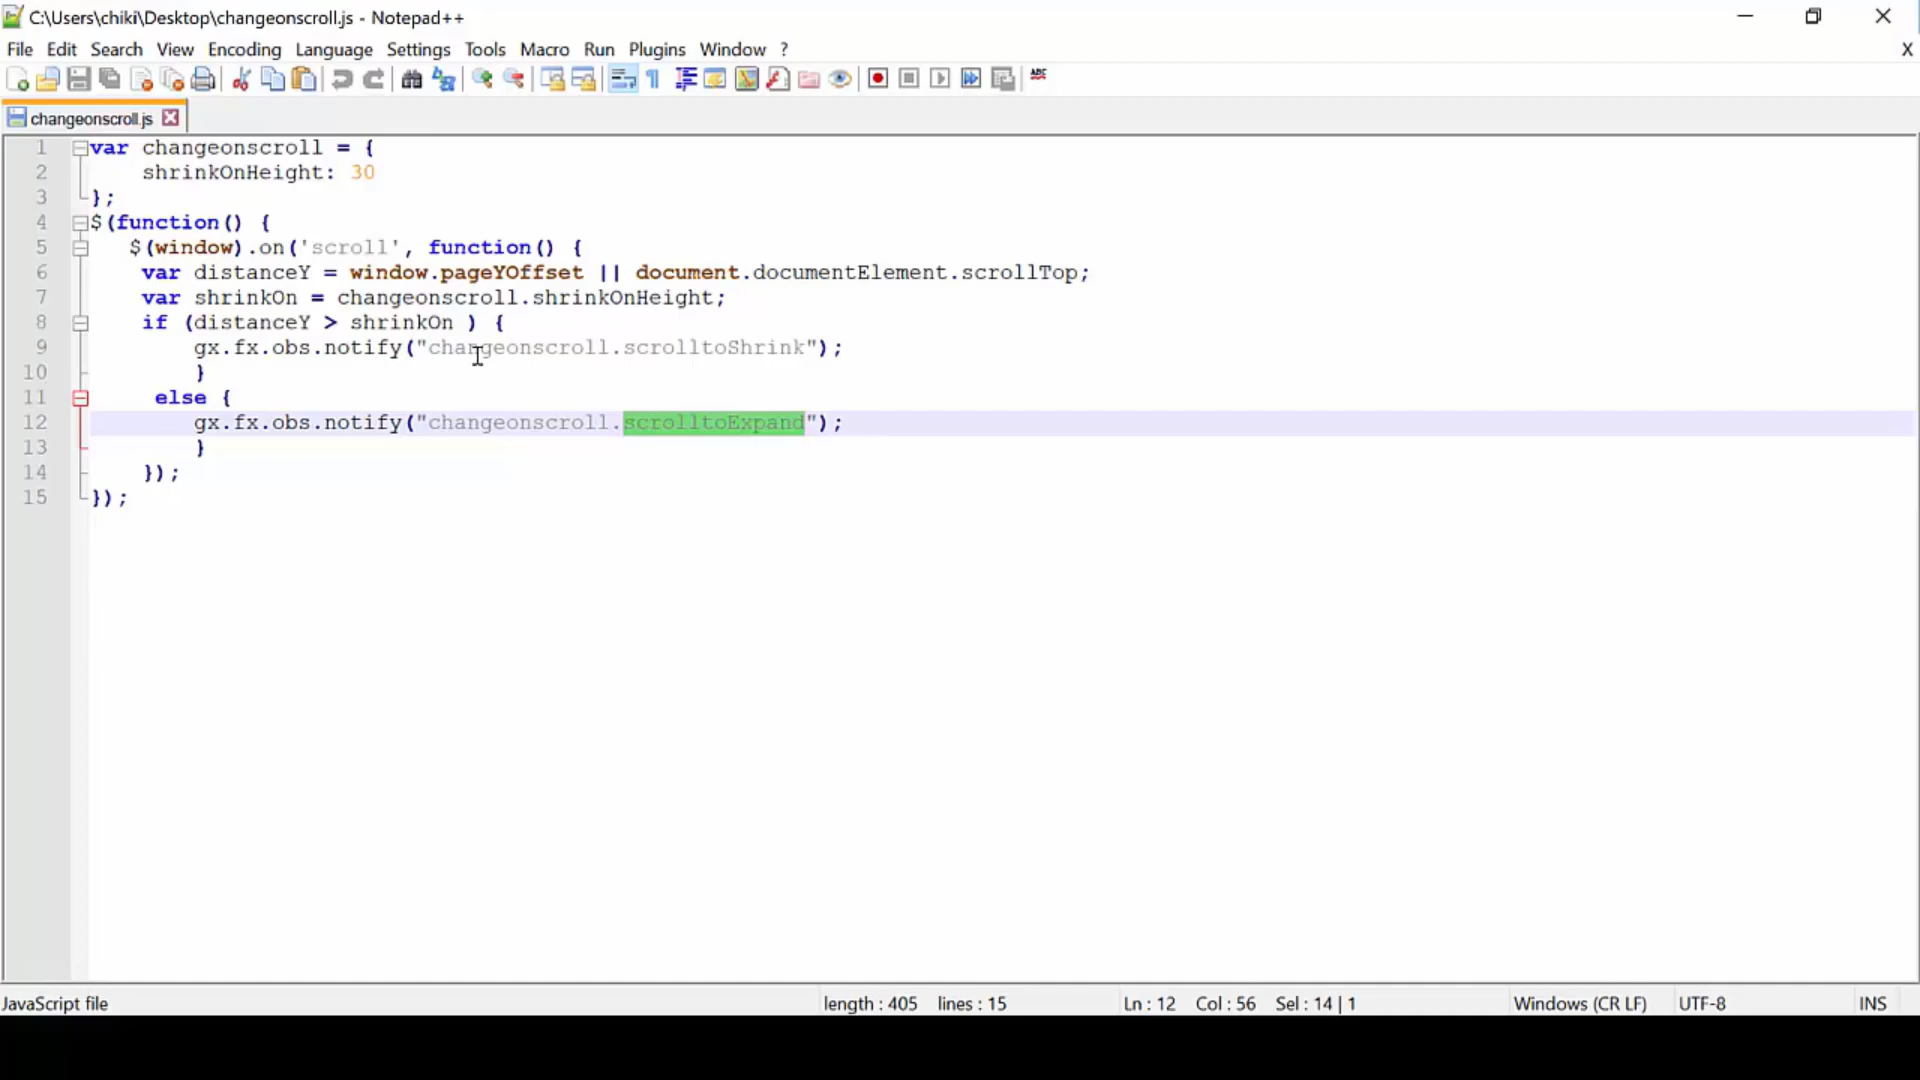 C:\Users\chiki\Desktop\changeonscroll.js - Notepad++
File Edit Search View Encoding Language Settings Tools Macro Run Plugins Window ? X
ABC
changeonscroll.js
1 var changeonscroll = {
2 shrinkOnHeight: 30
3 };
4 $(function() {
5 $(window).on('scroll', function() {
6 var distanceY = window.pageYOffset || document.documentElement.scrollTop;
7 var shrinkOn = changeonscroll.shrinkOnHeight;
8 if (distanceY > shrinkOn ) {
9 gx.fx.obs.notify("changeonscroll.scrolltoShrink");
10 }
11 else {
12 gx.fx.obs.notify("changeonscroll.scrolltoExpand");
13 }
14 });
15 });
JavaScript file length : 405 lines : 15 Ln : 12 Col : 56 Sel : 14 | 1 Windows (CR LF) UTF-8 INS